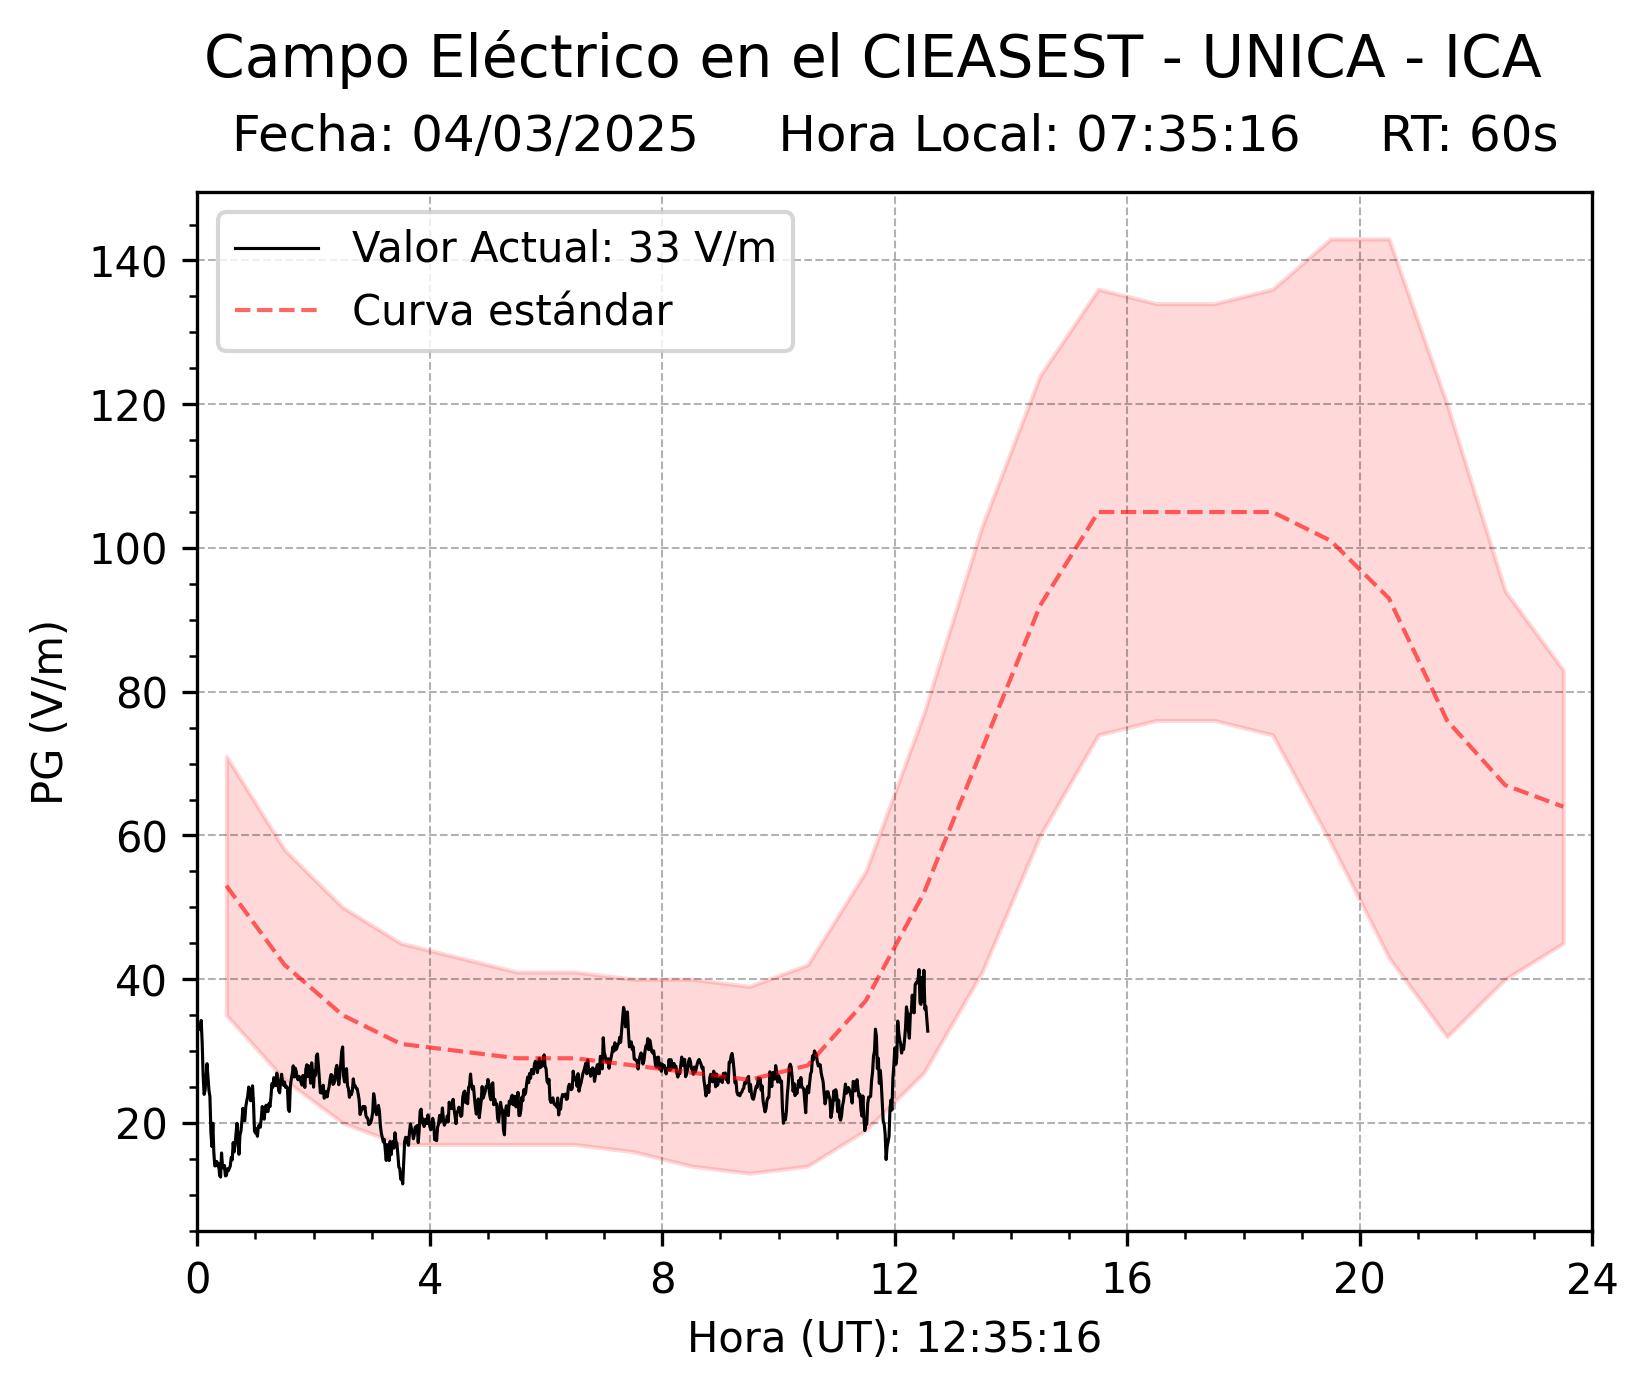 Campo Eléctrico en el CIEASEST - UNICA - ICA
Fecha: 04/03/2025 Hora Local: 07:35:16 RT: 60s
Valor Actual: 33 V/m
Curva estándar
140
120
100
80
60
40
20
PG (V/m)
0 4 8 12 16 20 24
Hora (UT): 12:35:16